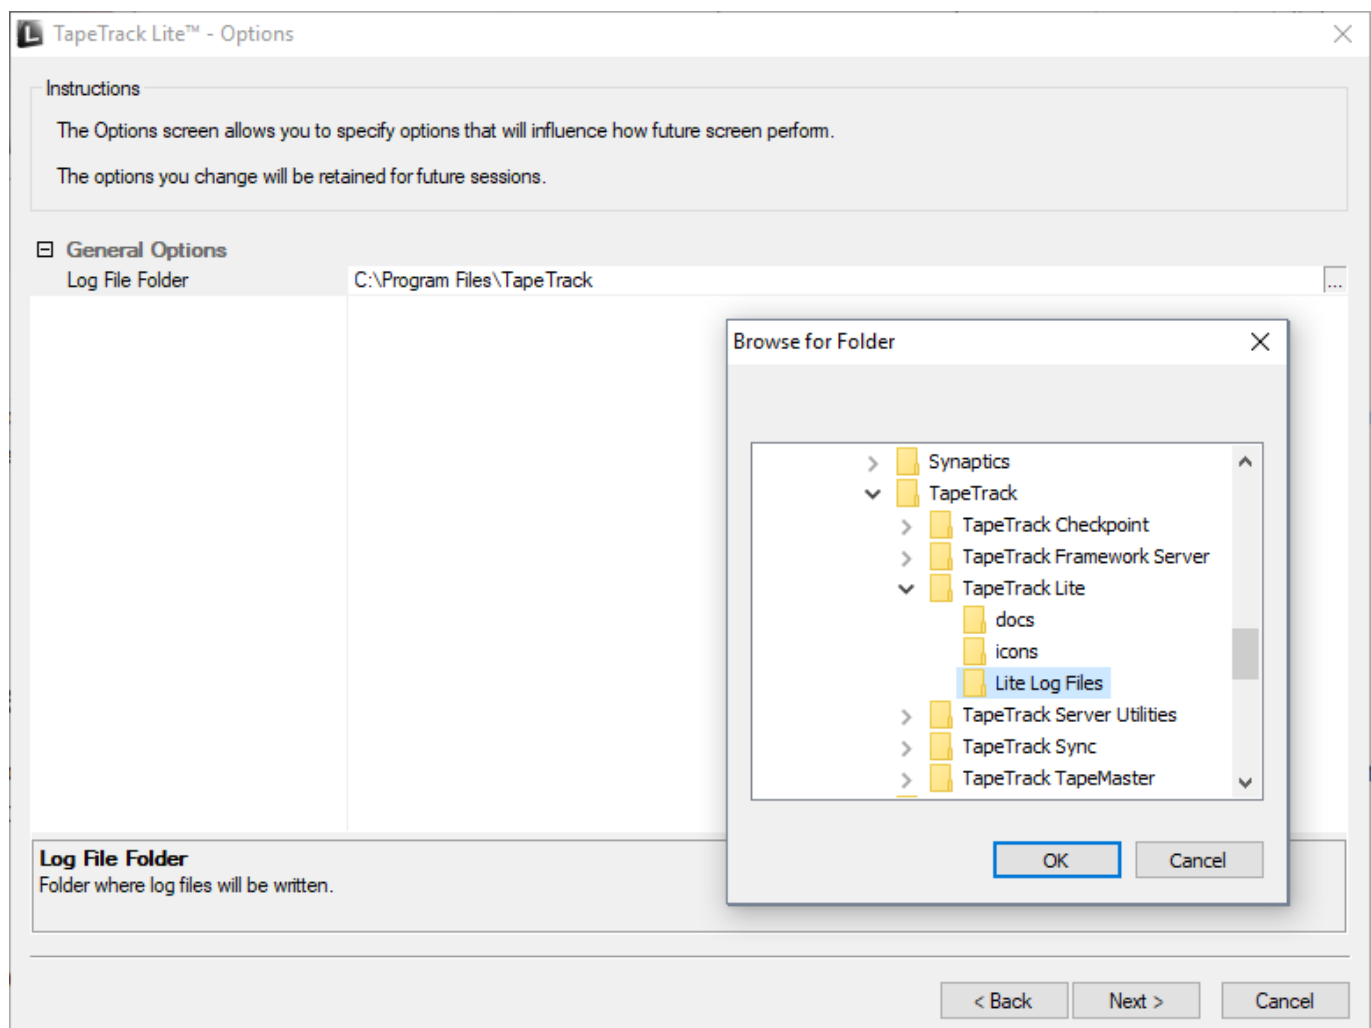 TapeTrack Lite™ - Options
Instructions
The Options screen allows you to specify options that will influence how future screen perform.
The options you change will be retained for future sessions.
General Options
Log File Folder
C:\Program Files\TapeTrack
...
Browse for Folder
Synaptics
TapeTrack
TapeTrack Checkpoint
TapeTrack Framework Server
TapeTrack Lite
docs
icons
Lite Log Files
TapeTrack Server Utilities
TapeTrack Sync
TapeTrack TapeMaster
OK
Cancel
Log File Folder
Folder where log files will be written.
< Back
Next >
Cancel